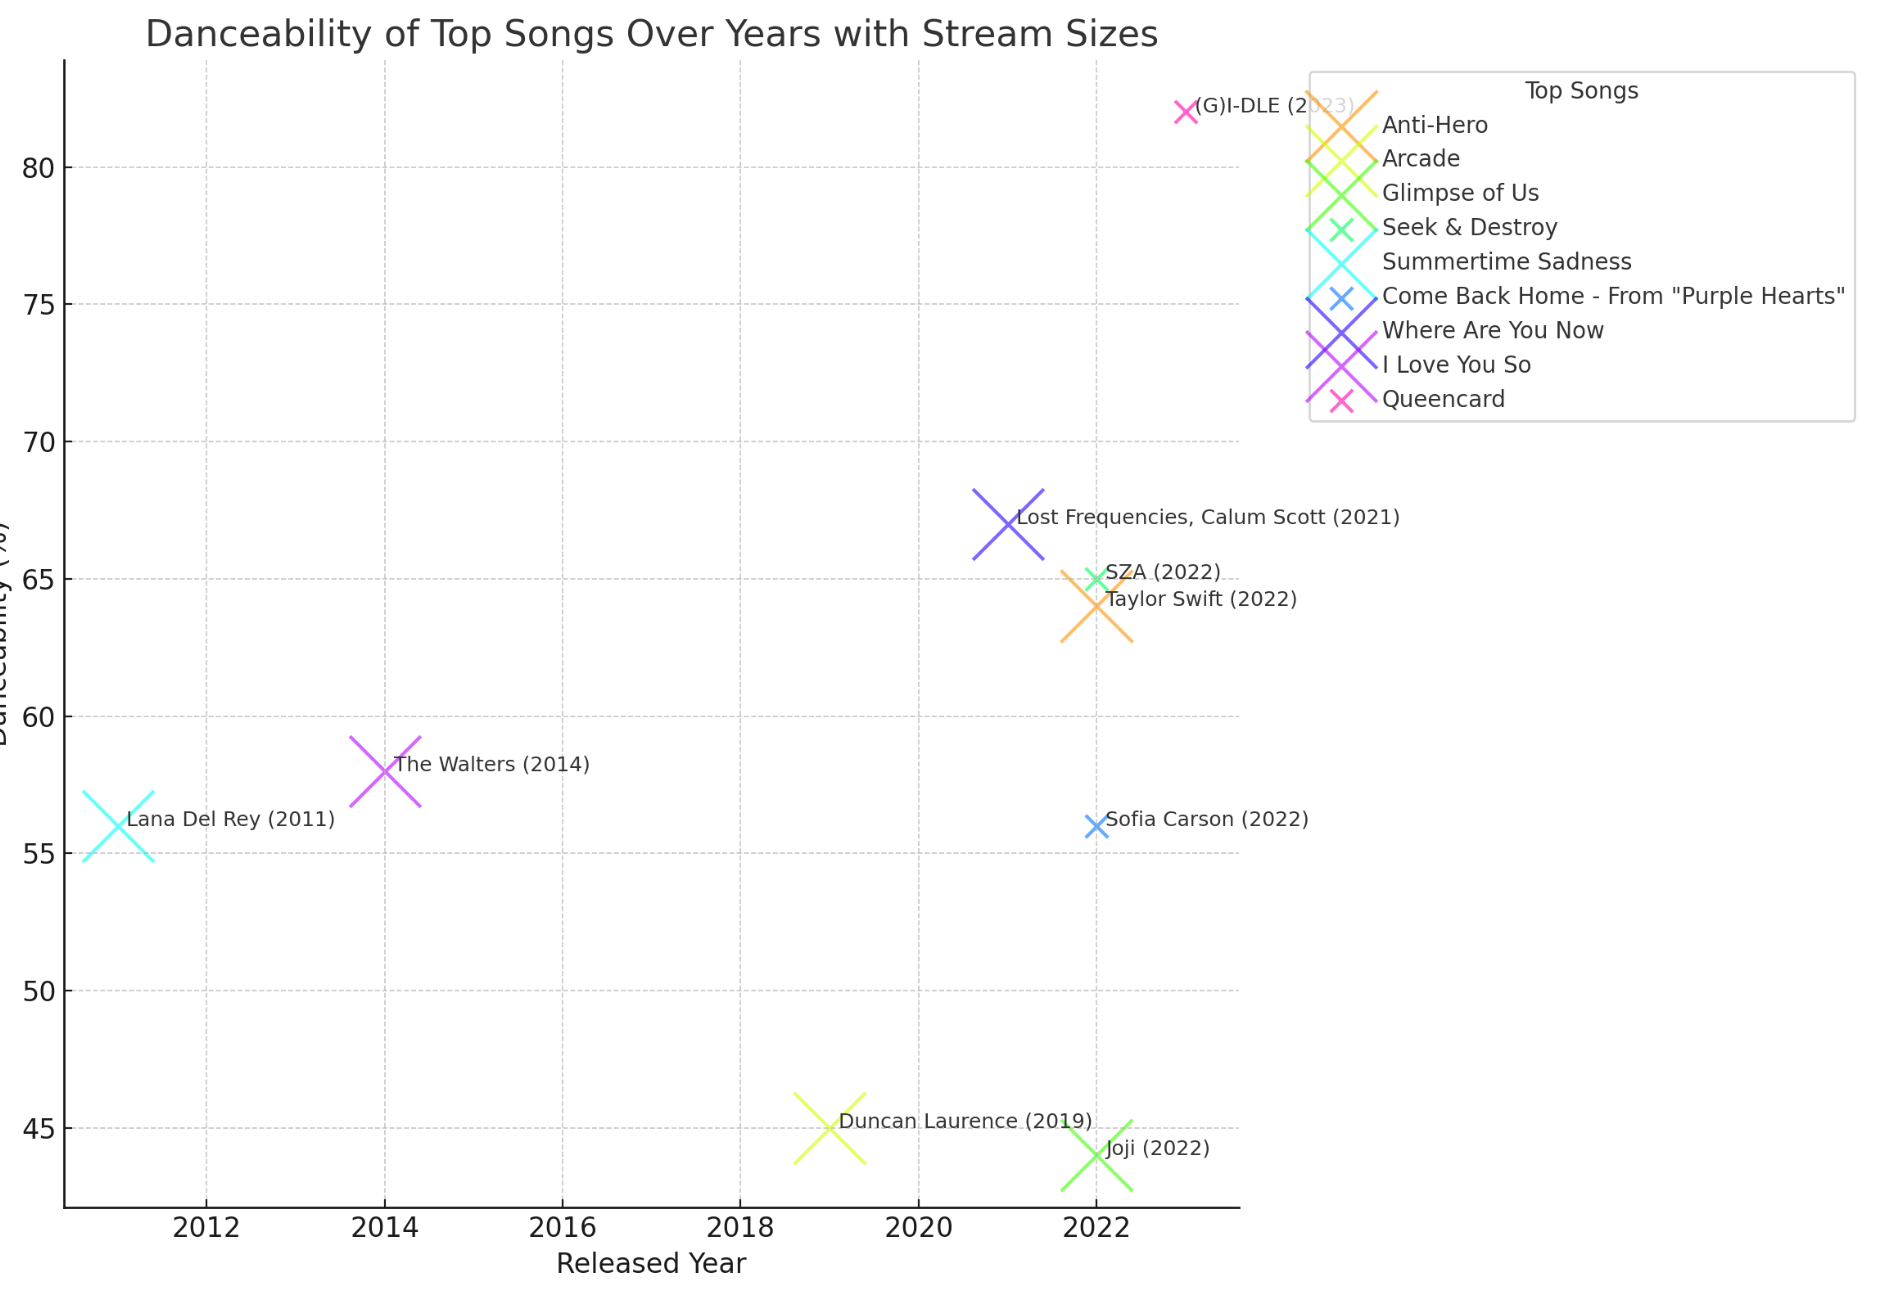 Danceability of Top Songs Over Years with Stream Sizes
Danceability (%)
80
75
70
65
60
55
50
45
(G)I-DLE (2023)
Lost Frequencies, Calum Scott (2021)
SZA (2022)
Taylor Swift (2022)
The Walters (2014)
Lana Del Rey (2011)
Sofia Carson (2022)
Duncan Laurence (2019)
Joji (2022)
2012
2014
2016
2018
2020
2022
Released Year
Top Songs
Anti-Hero
Arcade
Glimpse of Us
Seek & Destroy
Summertime Sadness
Come Back Home - From "Purple Hearts"
Where Are You Now
I Love You So
Queencard